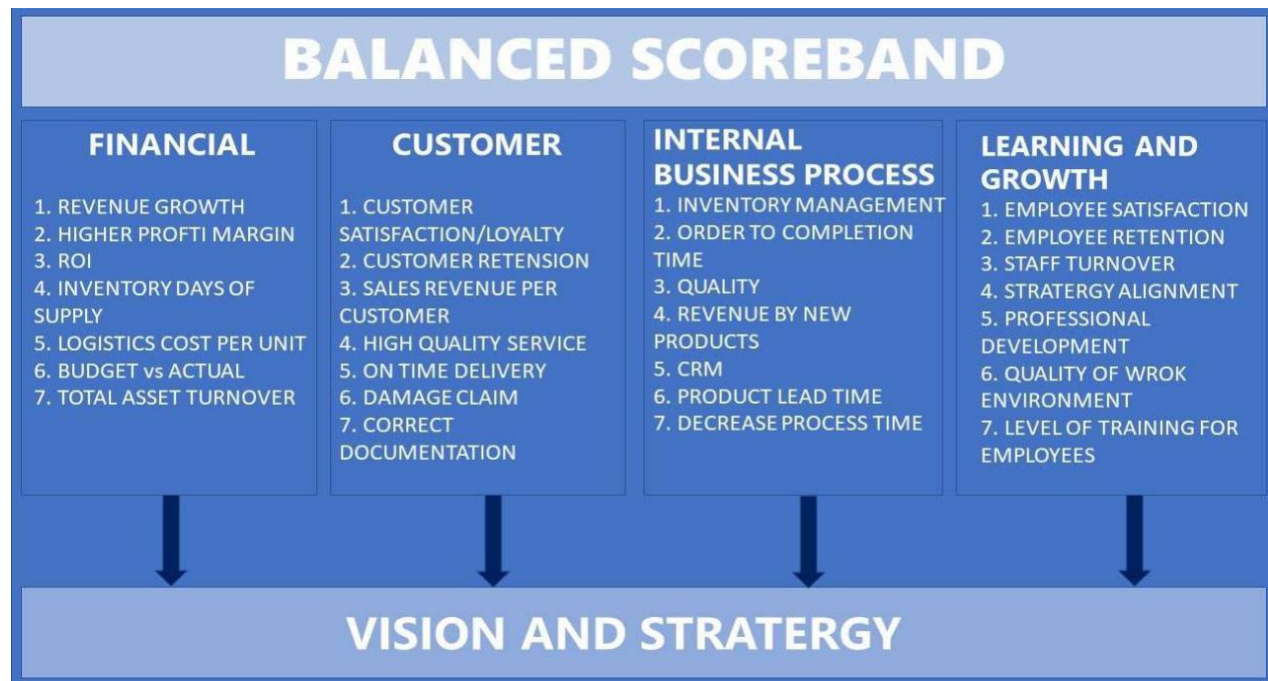 BALANCED SCOREBAND
FINANCIAL
1. REVENUE GROWTH
2. HIGHER PROFTI MARGIN
3. ROI
4. INVENTORY DAYS OF
SUPPLY
5. LOGISTICS COST PER UNIT
6. BUDGET vs ACTUAL
7. TOTAL ASSET TURNOVER
CUSTOMER
1. CUSTOMER
SATISFACTION/LOYALTY
2. CUSTOMER RETENSION
3. SALES REVENUE PER
CUSTOMER
4. HIGH QUALITY SERVICE
5. ON TIME DELIVERY
6. DAMAGE CLAIM
7. CORRECT
DOCUMENTATION
INTERNAL
BUSINESS PROCESS
1. INVENTORY MANAGEMENT
2. ORDER TO COMPLETION
TIME
3. QUALITY
4. REVENUE BY NEW
PRODUCTS
5. CRM
6. PRODUCT LEAD TIME
7. DECREASE PROCESS TIME
LEARNING AND
GROWTH
1. EMPLOYEE SATISFACTION
2. EMPLOYEE RETENTION
3. STAFF TURNOVER
4. STRATERGY ALIGNMENT
5. PROFESSIONAL
DEVELOPMENT
6. QUALITY OF WROK
ENVIRONMENT
7. LEVEL OF TRAINING FOR
EMPLOYEES
VISION AND STRATERGY